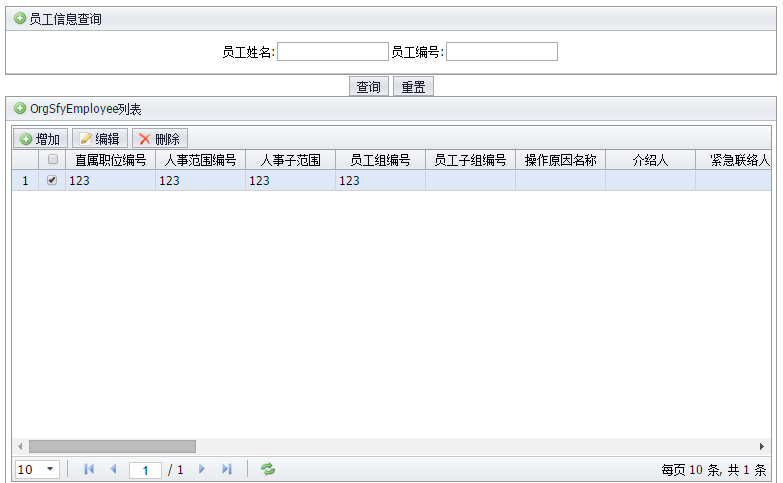 员工信息查询
员工姓名: 员工编号:
查询 重置
OrgSfyEmployee列表
增加 编辑 删除
直属职位编号 人事范围编号 人事子范围 员工组编号 员工子组编号 操作原因名称 介绍人 紧急联络人
1 123 123 123 123
10 1 / 1 每页 10 条, 共 1 条